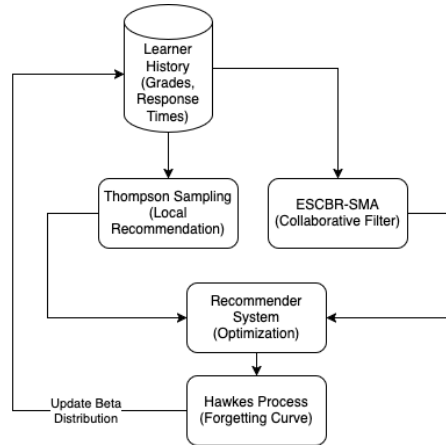 Learner
History
(Grades,
Response
Times)
Thompson Sampling
(Local
Recommendation)
ESCBR-SMA
(Collaborative Filter)
Recommender
System
(Optimization)
Update Beta
Distribution
Hawkes Process
(Forgetting Curve)